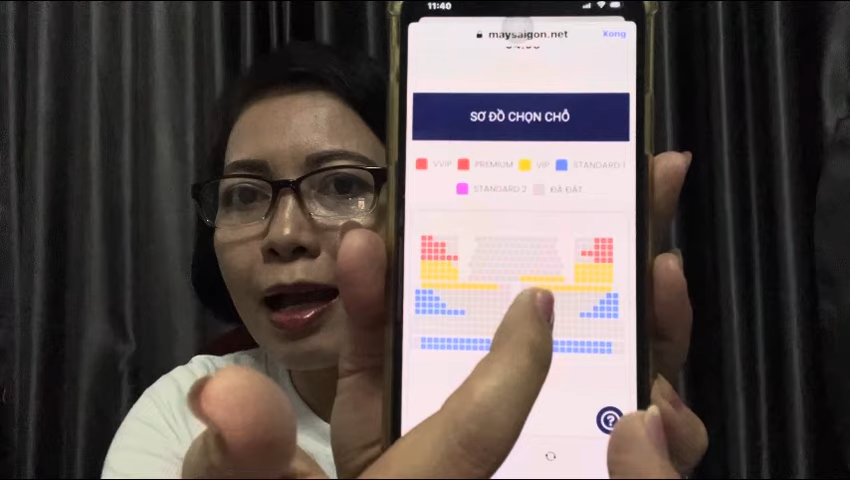 11:40
maysaigon.net
Xong
SƠ ĐỒ CHỌN CHỖ
VVIP PREMIUM VIP STANDARD 1
STANDARD 2 ĐÃ ĐẶT
?